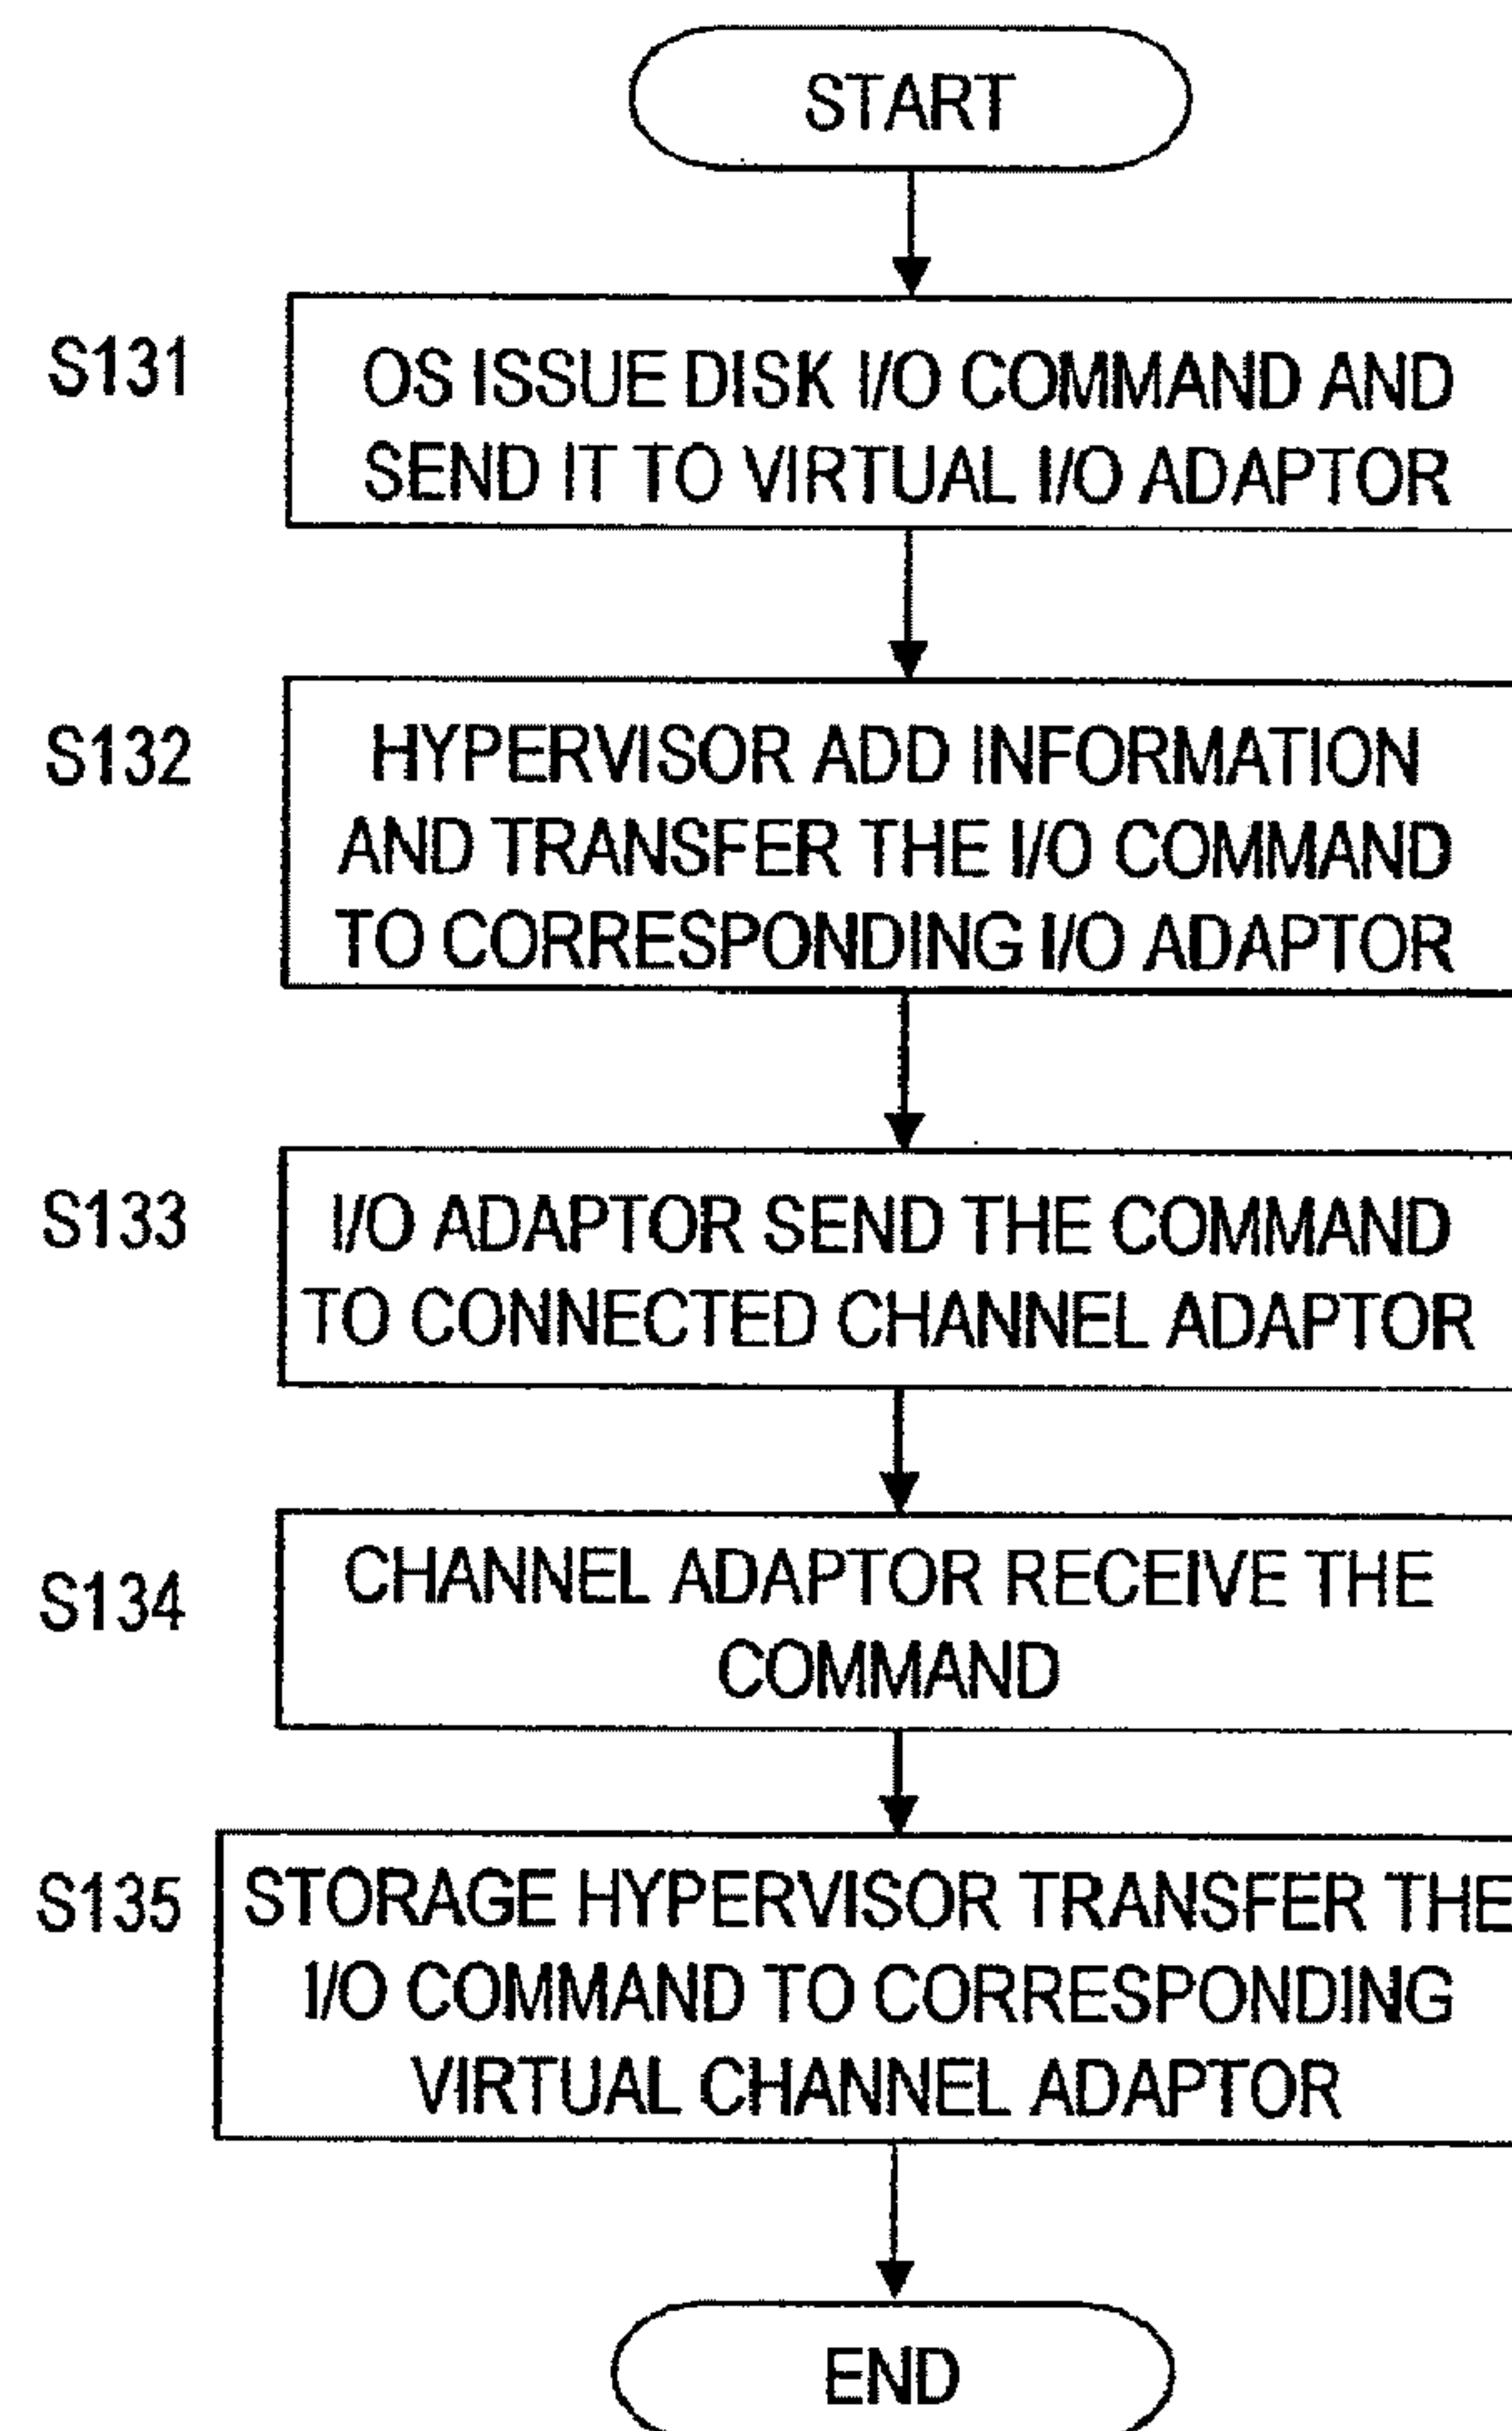 START
S131
OS ISSUE DISK I/O COMMAND AND
SEND IT TO VIRTUAL I/O ADAPTOR
S132
HYPERVISOR ADD INFORMATION
AND TRANSFER THE I/O COMMAND
TO CORRESPONDING I/O ADAPTOR
S133
I/O ADAPTOR SEND THE COMMAND
TO CONNECTED CHANNEL ADAPTOR
S134
CHANNEL ADAPTOR RECEIVE THE
COMMAND
S135
STORAGE HYPERVISOR TRANSFER THE
I/O COMMAND TO CORRESPONDING
VIRTUAL CHANNEL ADAPTOR
END